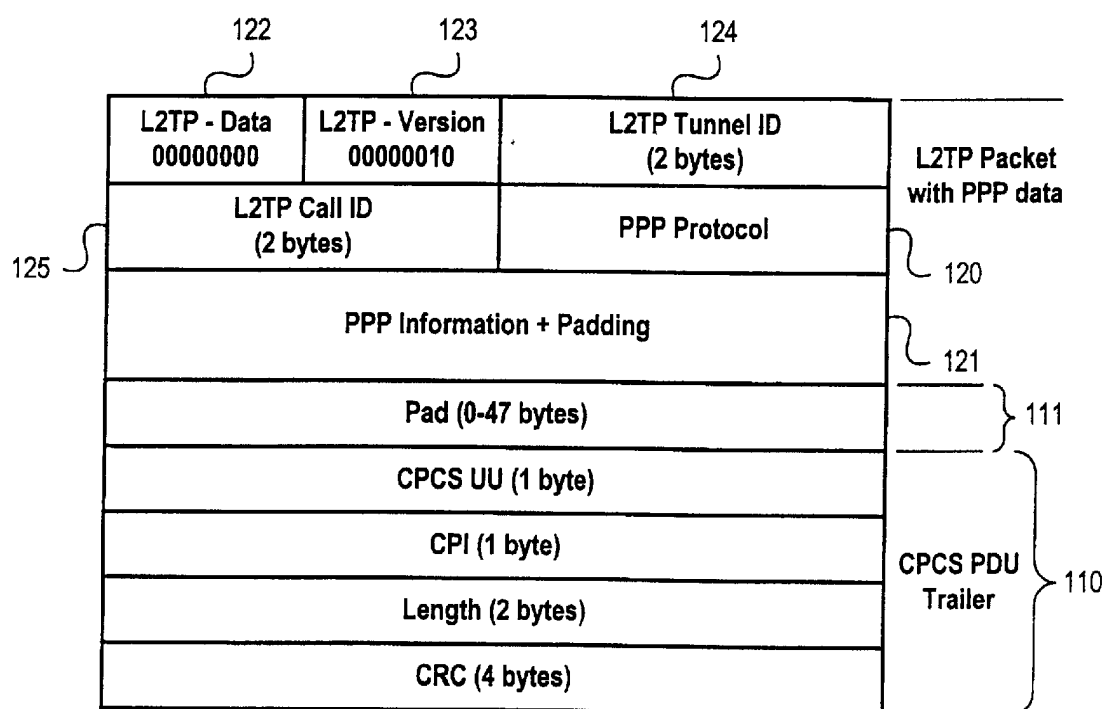 122
123
124
L2TP - Data
00000000
L2TP - Version
00000010
L2TP Tunnel ID
(2 bytes)
L2TP Packet
with PPP data
L2TP Call ID
(2 bytes)
PPP Protocol
125
120
PPP Information + Padding
121
Pad (0-47 bytes)
111
CPCS UU (1 byte)
CPI (1 byte)
CPCS PDU
Trailer
110
Length (2 bytes)
CRC (4 bytes)